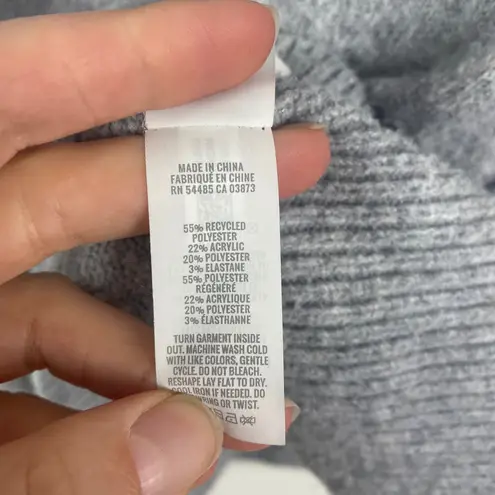 MADE IN CHINA
FABRIQUÉ EN CHINE
RN 54485 CA 03873
55% RECYCLED
POLYESTER
22% ACRYLIC
20% POLYESTER
3% ELASTANE
55% POLYESTER
RÉGÉNÉRÉ
22% ACRYLIQUE
20% POLYESTER
3% ÉLASTHANNE
TURN GARMENT INSIDE
OUT. MACHINE WASH COLD
WITH LIKE COLORS, GENTLE
CYCLE. DO NOT BLEACH.
RESHAPE LAY FLAT TO DRY.
COOL IRON IF NEEDED. DO
OR TWIST.